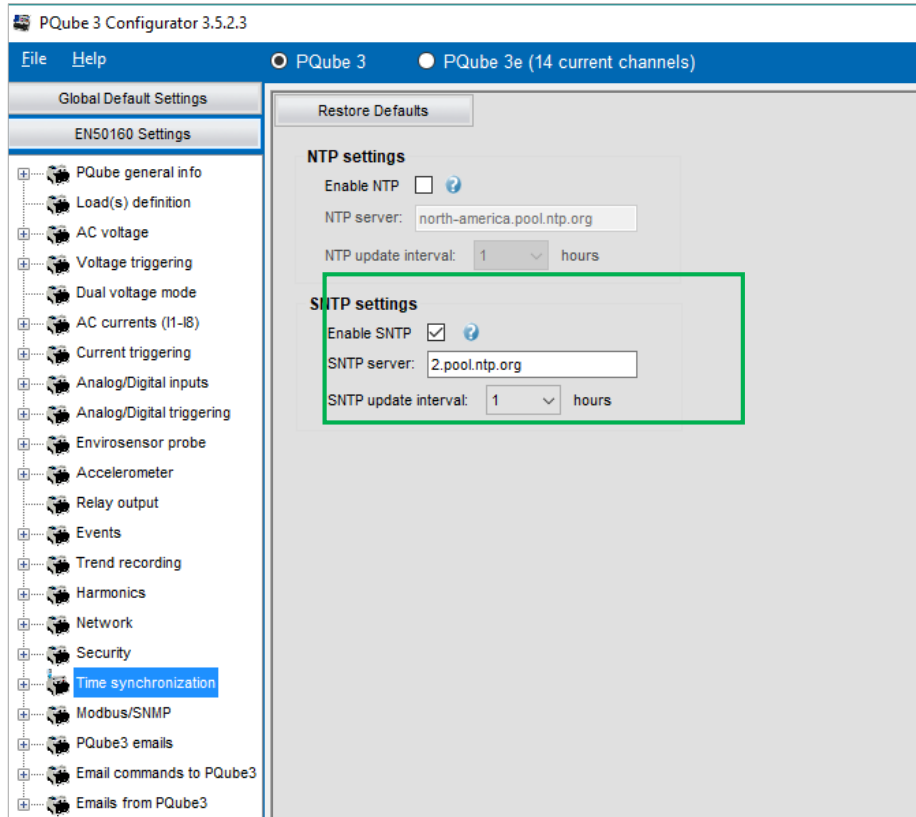 PQube 3 Configurator 3.5.2.3
File Help PQube 3 PQube 3e (14 current channels)
Global Default Settings
EN50160 Settings
PQube general info
Load(s) definition
AC voltage
Voltage triggering
Dual voltage mode
AC currents (I1-I8)
Current triggering
Analog/Digital inputs
Analog/Digital triggering
Envirosensor probe
Accelerometer
Relay output
Events
Trend recording
Harmonics
Network
Security
Time synchronization
Modbus/SNMP
PQube3 emails
Email commands to PQube3
Emails from PQube3
Restore Defaults
NTP settings
Enable NTP ?
NTP server: north-america.pool.ntp.org
NTP update interval: 1 hours
SNTP settings
Enable SNTP ?
SNTP server: 2.pool.ntp.org
SNTP update interval: 1 hours